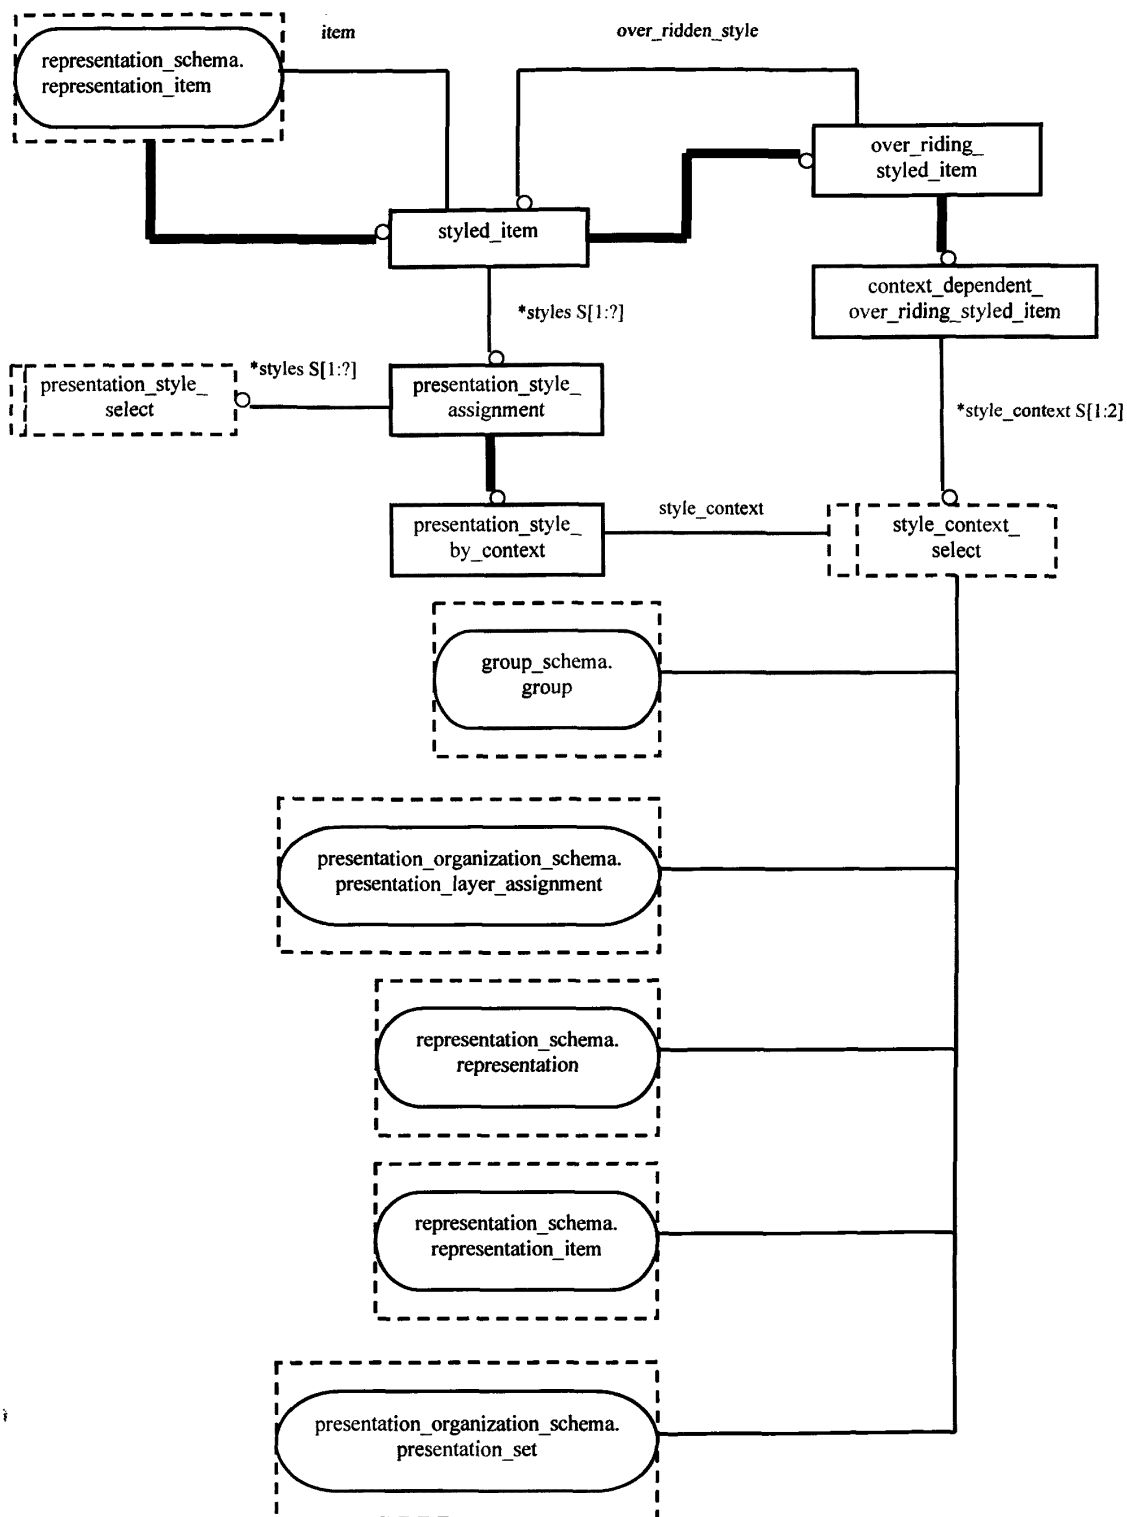 item
over_ridden_style
representation_schema.
representation_item
over_riding_
styled_item
styled_item
context_dependent_
over_riding_styled_item
*styles S[1:?]
*styles S[1:?]
presentation_style_
select
presentation_style_
assignment
*style_context S[1:2]
presentation_style_
by_context
style_context
style_context_
select
group_schema.
group
presentation_organization_schema.
presentation_layer_assignment
representation_schema.
representation
representation_schema.
representation_item
presentation_organization_schema.
presentation_set